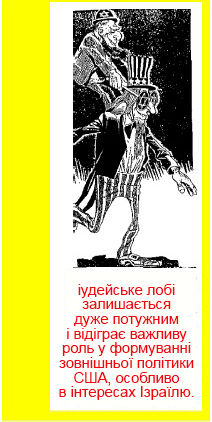 іудейське лобі
залишається
дуже потужним
і відіграє важливу
роль у формуванні
зовнішньої політики
США, особливо
в інтересах Ізраїлю.